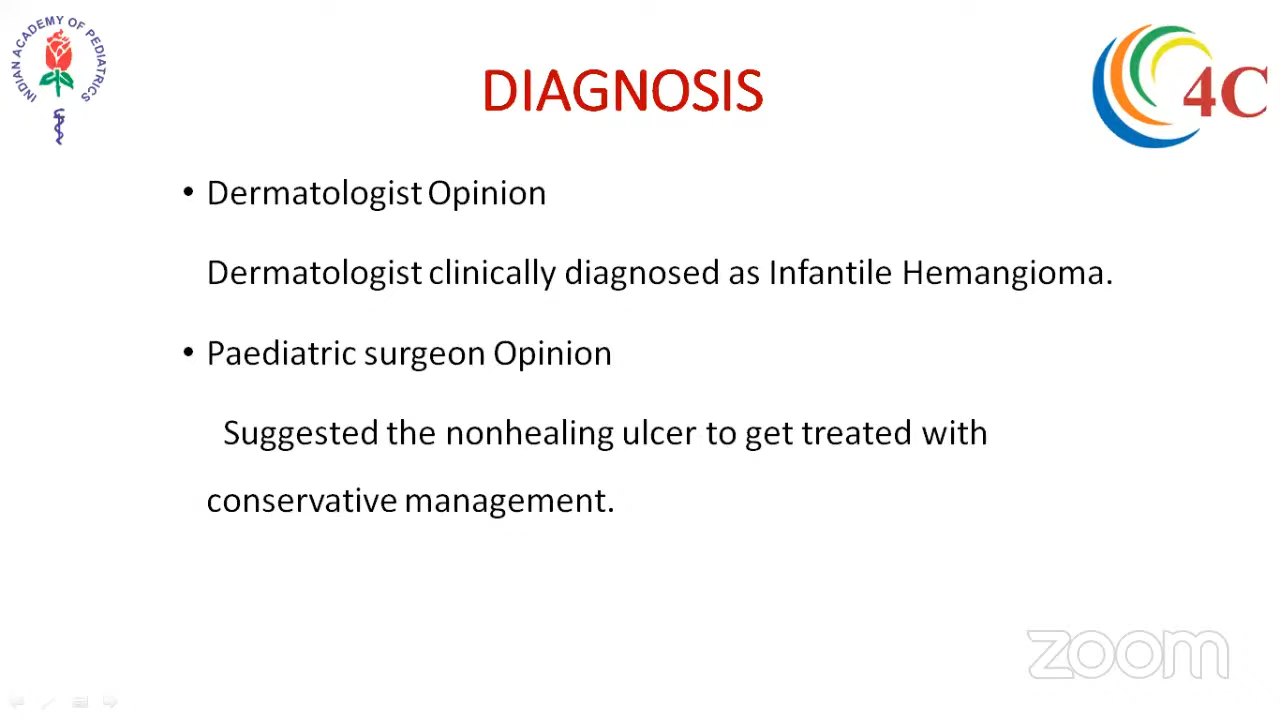 INDIAN ACADEMY OF PEDIATRICS
4C
DIAGNOSIS
• Dermatologist Opinion
Dermatologist clinically diagnosed as Infantile Hemangioma.
• Paediatric surgeon Opinion
Suggested the nonhealing ulcer to get treated with
conservative management.
zoom